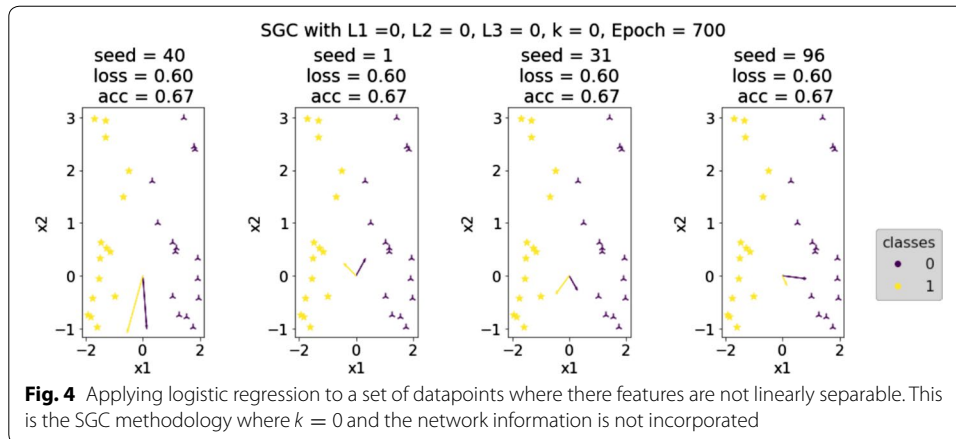 SGC with L1 =0, L2 = 0, L3 = 0, k = 0, Epoch = 700
seed = 40
loss = 0.60
acc = 0.67
seed = 1
loss = 0.60
acc = 0.67
seed = 31
loss = 0.60
acc = 0.67
seed = 96
loss = 0.60
acc = 0.67
x2
3
2
1
0
−1
−2 0 2
x1
x2
3
2
1
0
−1
−2 0 2
x1
x2
3
2
1
0
−1
−2 0 2
x1
x2
3
2
1
0
−1
−2 0 2
x1
classes
0
1
Fig. 4 Applying logistic regression to a set of datapoints where there features are not linearly separable. This
is the SGC methodology where k = 0 and the network information is not incorporated